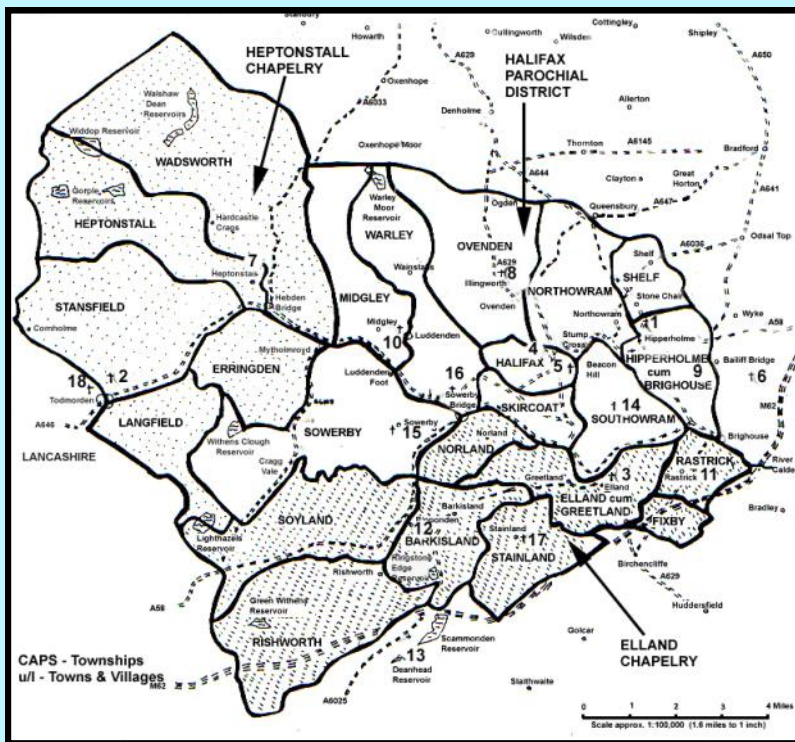 Stanbury
Haworth
Cullingworth
Cottingley
Wilsden
Shipley
HEPTONSTALL
CHAPELRY
HALIFAX
PAROCHIAL
DISTRICT
A629
A650
Oxenhope
A6033
Denholme
Allerton
Walshaw
Dean
Reservoirs
Widdop Reservoir
Oxenhope Moor
Thornton
A6145
Bradford
WADSWORTH
A644
Clayton
Great
Horton
A641
Gorple
Reservoirs
Warley
Moor
Reservoir
Ogden
Queensbury
A647
HEPTONSTALL
Hardcastle
Crags
WARLEY
OVENDEN
A6036
Odsal Top
7
Heptonstall
Wainstalls
A629
8
Illingworth
Shelf
SHELF
STANSFIELD
Hebden
Bridge
MIDGLEY
NORTHOWRAM
Stone Chair
Ovenden
Northowram
Wyke
Cornholme
Mytholmroyd
Midgley
10
Luddenden
4
Stump
Cross
1
Hipperholme
A58
ERRINGDEN
HALIFAX
5
Beacon
Hill
HIPPERHOLME
cum
BRIGHOUSE
9
Bailiff Bridge
18
2
Luddenden
Foot
16
6
Todmorden
Sowerby
Bridge
SKIRCOAT
14
SOUTHOWRAM
M62
A646
LANGFIELD
Withens Clough
Reservoir
SOWERBY
Sowerby
15
Norland
NORLAND
Brighouse
LANCASHIRE
Cragg
Vale
Greetland
3
Elland
RASTRICK
Rastrick
11
River
Calder
SOYLAND
Barkisland
ELLAND cum
GREETLAND
Bradley
Lighthazels
Reservoir
12
Ripponden
BARKISLAND
Stainland
17
STAINLAND
FIXBY
Rishworth
Ringstone
Edge
Reservoir
Birchencliffe
A58
Green Withens
Reservoir
A629
Huddersfield
RISHWORTH
Scammonden
Reservoir
Golcar
ELLAND
CHAPELRY
CAPS - Townships
u/l - Towns & Villages
13
Deanhead
Reservoir
M62
A6025
Slaithwaite
0 1 2 3 4 Miles
Scale approx. 1:100,000 (1.6 miles to 1 inch)